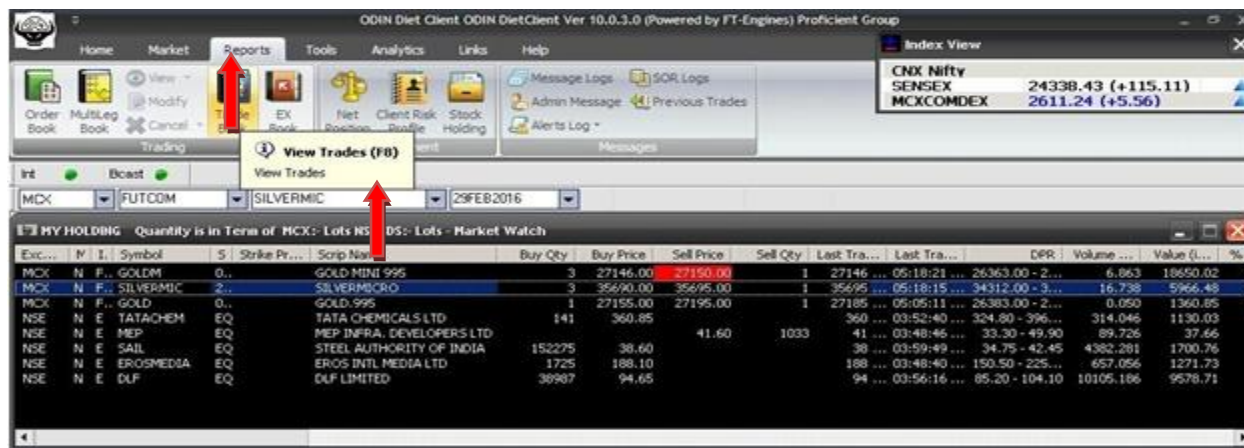 ODIN Diet Client ODIN DietClient Ver 10.0.3.0 (Powered by FT-Engines) Proficient Group
Home Market Reports Tools Analytics Links Help
Index View
CNX Nifty
SENSEX 24338.43 (+115.11)
MCXCOMDEX 2611.24 (+5.56)
View
Modify
Cancel
Order Book
MultiLeg Book
EX Book
Net Position
Client Risk Profile
Stock Holding
Message Logs SOR Logs
Admin Message Previous Trades
Alerts Log
Trading
Messages
View Trades (F8)
View Trades
Int Bcast
MCX FUTCOM SILVERMIC 29FEB2016
MY HOLDING Quantity is in Term of MCX:- Lots DS:- Lots - Market Watch
Exc... N I. Symbol S Strike Pr... Scrip Buy Qty Buy Price Sell Price Sell Qty Last Tra... Last Tra... DPR Volume ... Value (i... %
MCX N F.. GOLDM 0.. GOLD MINI 995 3 27146.00 27150.00 1 27146 ... 05:18:21 ... 26363.00 - 2... 6.863 18650.02
MCX N F.. SILVERMIC 2.. SILVERMICRO 3 35690.00 35695.00 1 35695 ... 05:18:15 ... 34312.00 - 3... 16.738 5966.48
MCX N F.. GOLD 0.. GOLD.995 1 27155.00 27195.00 1 27185 ... 05:05:11 ... 26383.00 - 2... 0.050 1360.85
NSE N E TATACHEM EQ TATA CHEMICALS LTD 141 360.85 360 ... 03:52:40 ... 324.80 - 396... 314.046 1130.03
NSE N E MEP EQ MEP INFRA. DEVELOPERS LTD 41.60 1033 41 ... 03:48:46 ... 33.30 - 49.90 89.726 37.66
NSE N E SAIL EQ STEEL AUTHORITY OF INDIA 152275 38.60 38 ... 03:59:49 ... 34.75 - 42.45 4382.281 1700.76
NSE N E EROSMEDIA EQ EROS INTL MEDIA LTD 1725 188.10 188 ... 03:48:40 ... 150.50 - 225... 657.056 1271.73
NSE N E DLF EQ DLF LIMITED 38987 94.65 94 ... 03:56:16 ... 85.20 - 104.10 10105.186 9578.71